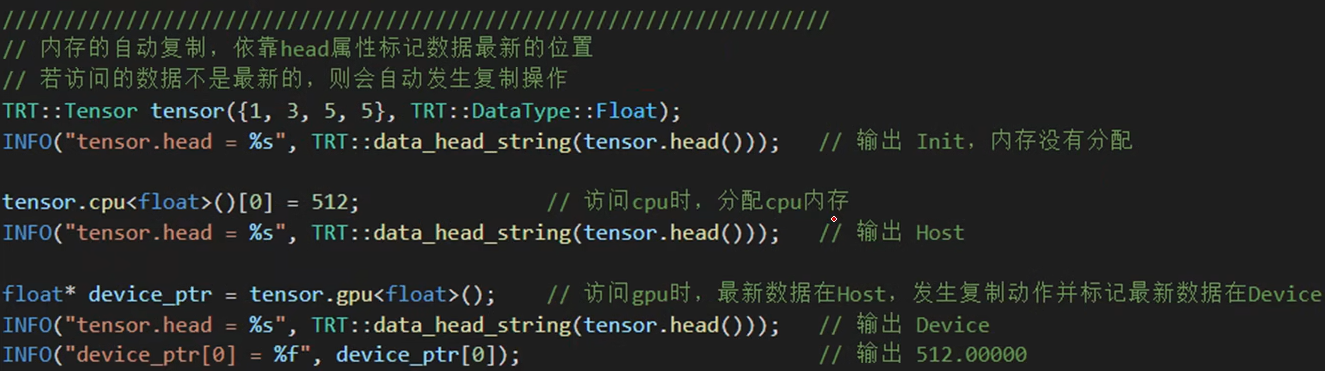 ////////////////////////////////////////////////////////////////////
// 内存的自动复制，依靠head属性标记数据最新的位置
// 若访问的数据不是最新的，则会自动发生复制操作
TRT::Tensor tensor({1, 3, 5, 5}, TRT::DataType::Float);
INFO("tensor.head = %s", TRT::data_head_string(tensor.head()));   // 输出 Init，内存没有分配
tensor.cpu<float>()[0] = 512;               // 访问cpu时，分配cpu内存
INFO("tensor.head = %s", TRT::data_head_string(tensor.head()));   // 输出 Host
float* device_ptr = tensor.gpu<float>();    // 访问gpu时，最新数据在Host，发生复制动作并标记最新数据在Device
INFO("tensor.head = %s", TRT::data_head_string(tensor.head()));   // 输出 Device
INFO("device_ptr[0] = %f", device_ptr[0]);                        // 输出 512.00000